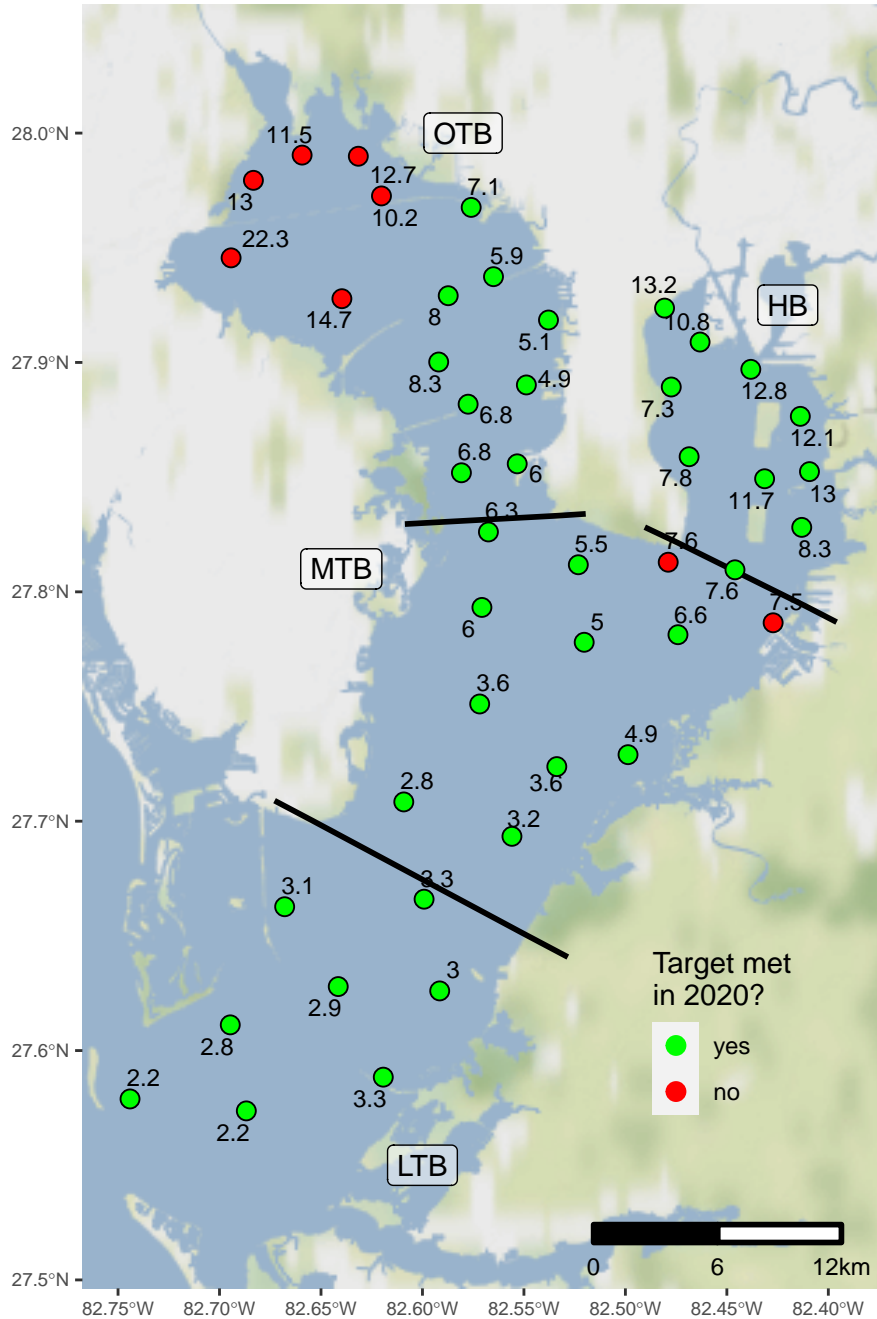 28.0°N
OTB
11.5
12.7
13
10.2
7.1
22.3
5.9
14.7
8
5.1
13.2
10.8
HB
27.9°N
8.3
4.9
7.3
12.8
6.8
12.1
6.8
6
7.8
11.7
13
6.3
8.3
MTB
5.5
7.6
27.8°N
7.6
7.5
6
5
6.6
3.6
4.9
2.8
3.6
27.7°N
3.2
3.1
3.3
Target met
in 2020?
2.9
3
2.8
yes
27.6°N
no
2.2
2.2
3.3
LTB
0 6 12km
27.5°N
82.75°W 82.70°W 82.65°W 82.60°W 82.55°W 82.50°W 82.45°W 82.40°W